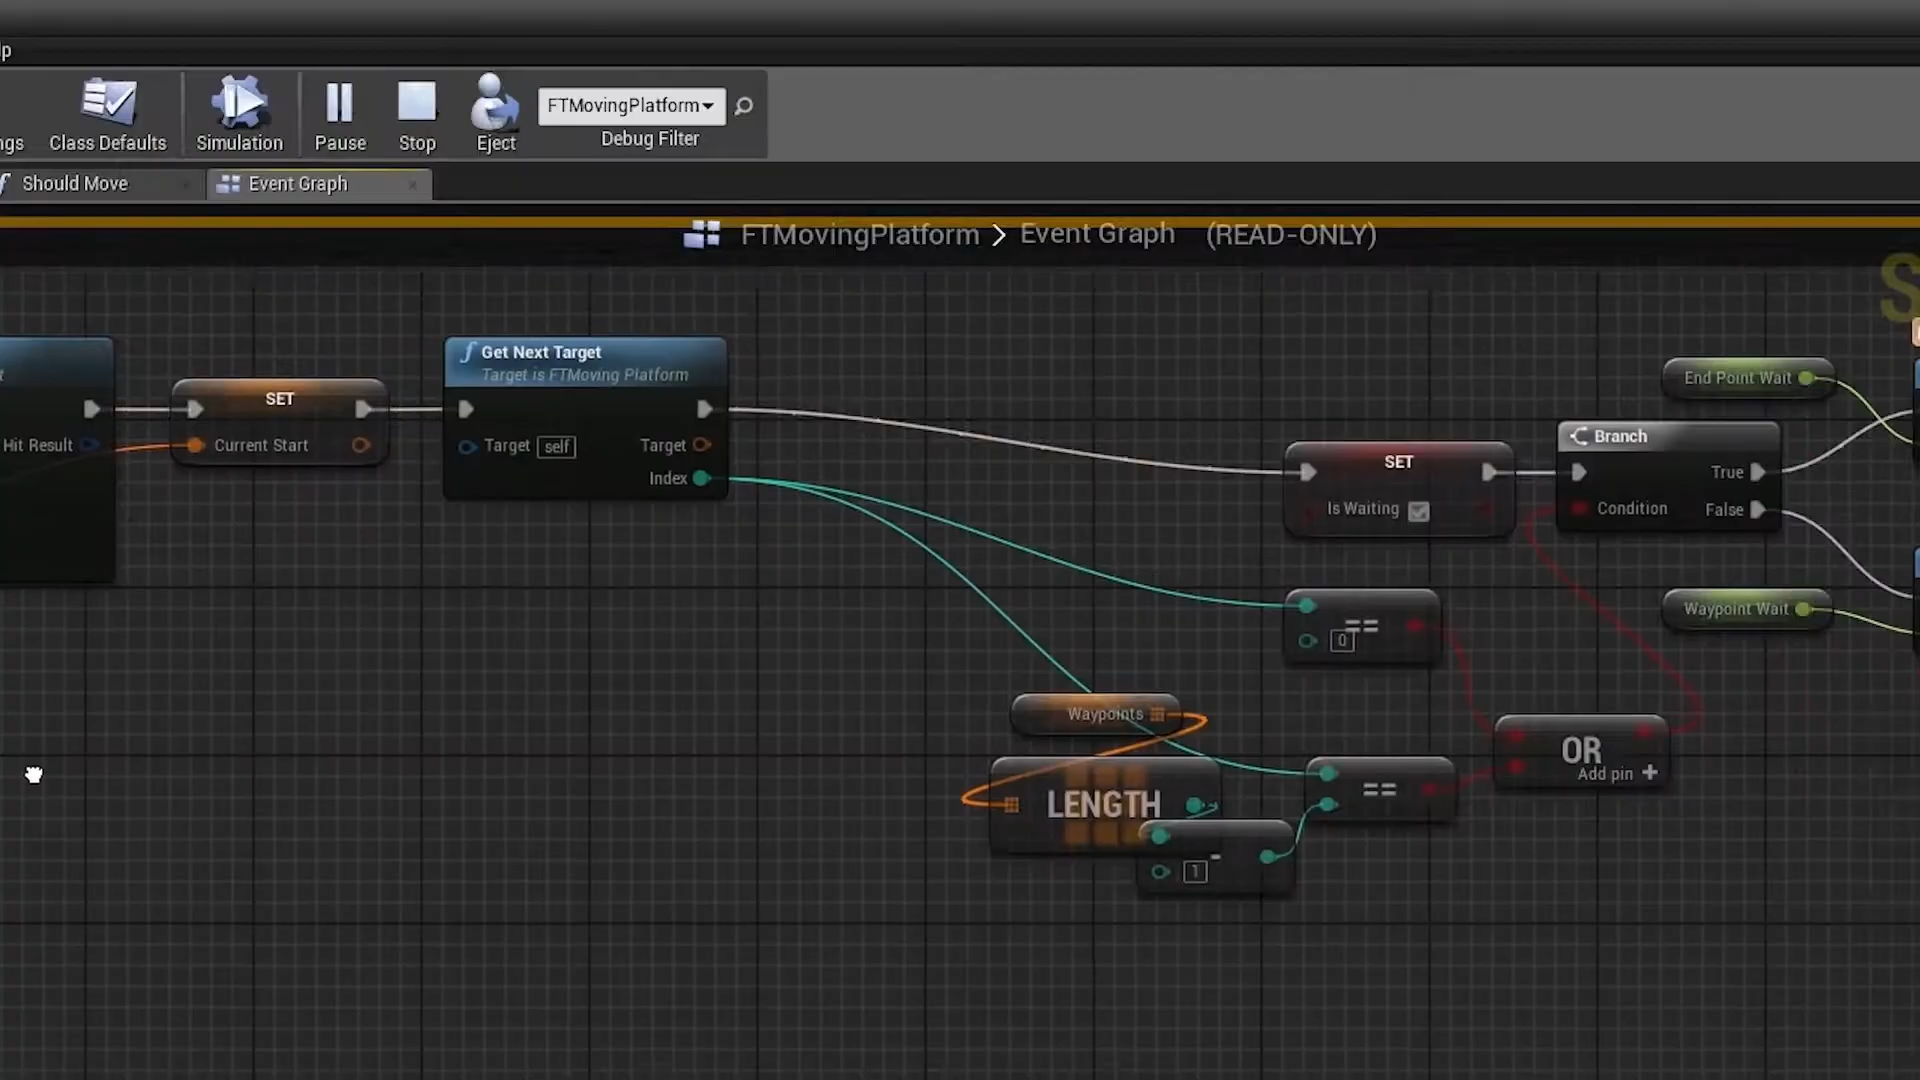 lp
ngs
Class Defaults
Simulation
Pause
Stop
Eject
FTMovingPlatform
Debug Filter
f Should Move
Event Graph
FTMovingPlatform > Event Graph (READ-ONLY)
S
t
Hit Result
SET
Current Start
f Get Next Target
Target is FTMoving Platform
Target self
Target
Index
SET
Is Waiting
Branch
True
Condition
False
End Point Wait
Waypoint Wait
==
0
Waypoints
LENGTH
-
1
==
OR
Add pin +